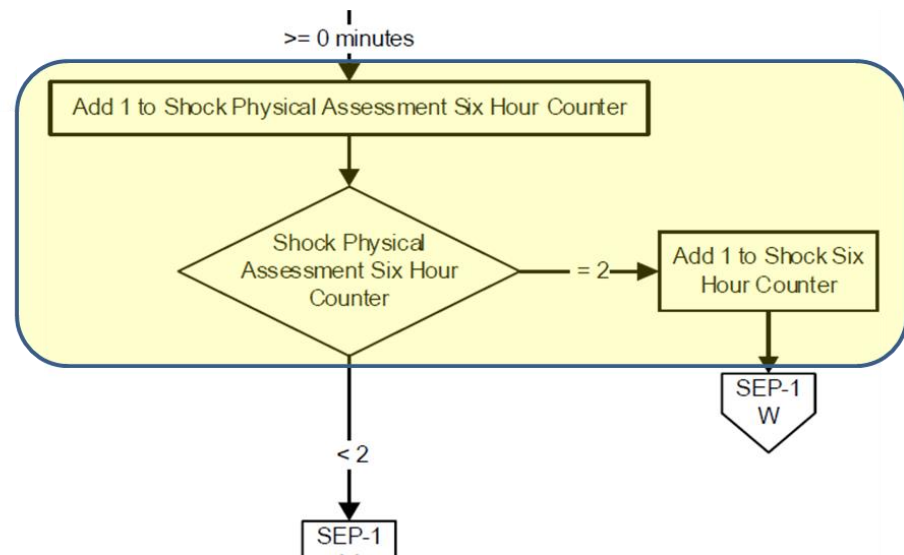 >= 0 minutes
Add 1 to Shock Physical Assessment Six Hour Counter
Shock Physical
Assessment Six Hour
Counter
= 2
Add 1 to Shock Six
Hour Counter
SEP-1
W
< 2
SEP-1